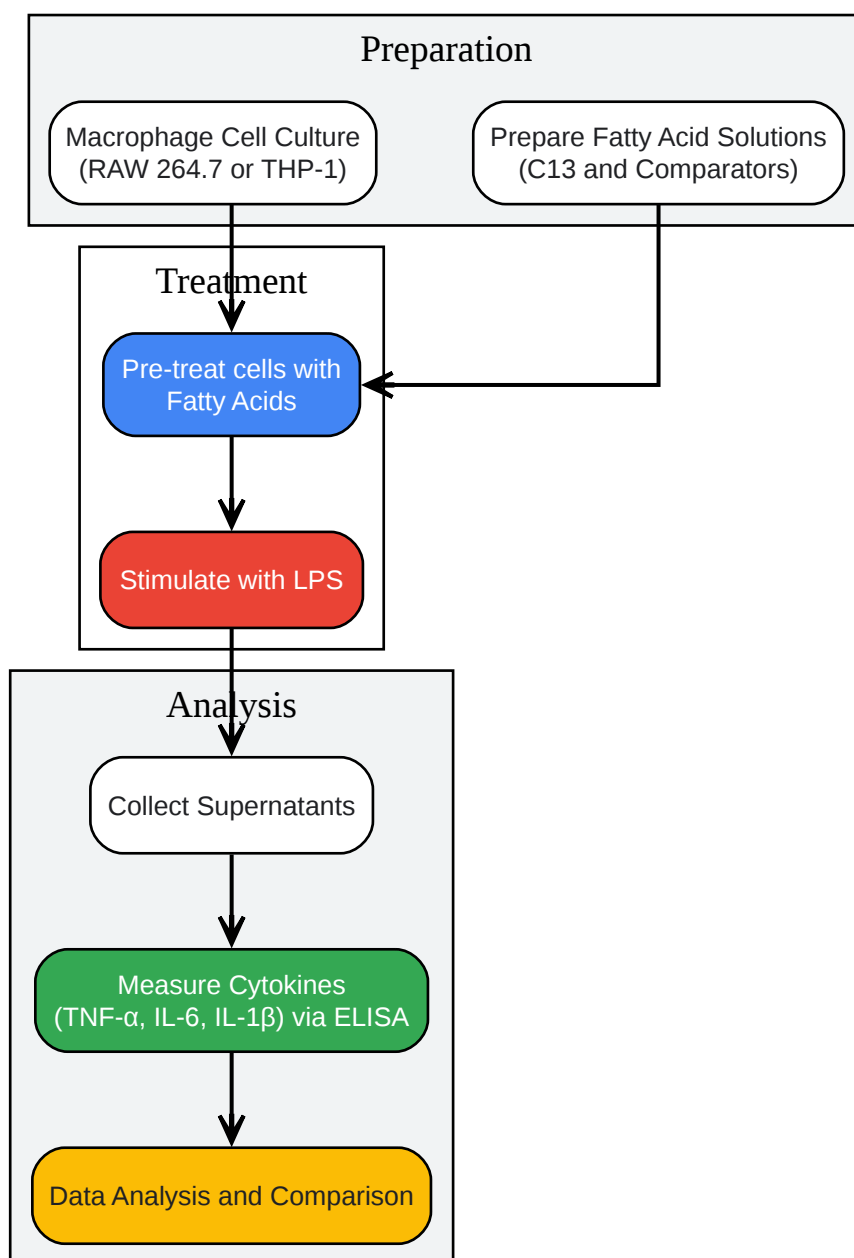 Preparation
Macrophage Cell Culture
(RAW 264.7 or THP-1)
Prepare Fatty Acid Solutions
(C13 and Comparators)
Treatment
Pre-treat cells with
Fatty Acids
Stimulate with LPS
Analysis
Collect Supernatants
Measure Cytokines
(TNF-α, IL-6, IL-1β) via ELISA
Data Analysis and Comparison